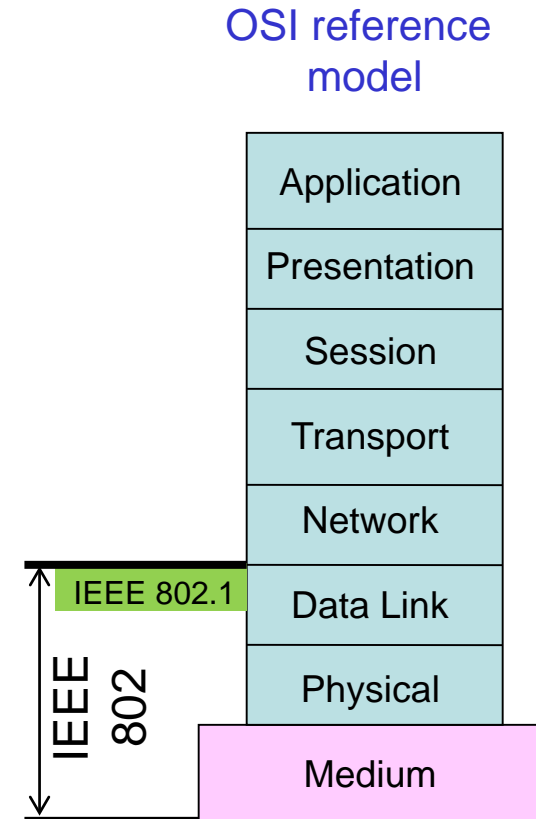 OSI reference
model
Application
Presentation
Session
Transport
Network
IEEE 802.1
Data Link
IEEE
802
Physical
Medium